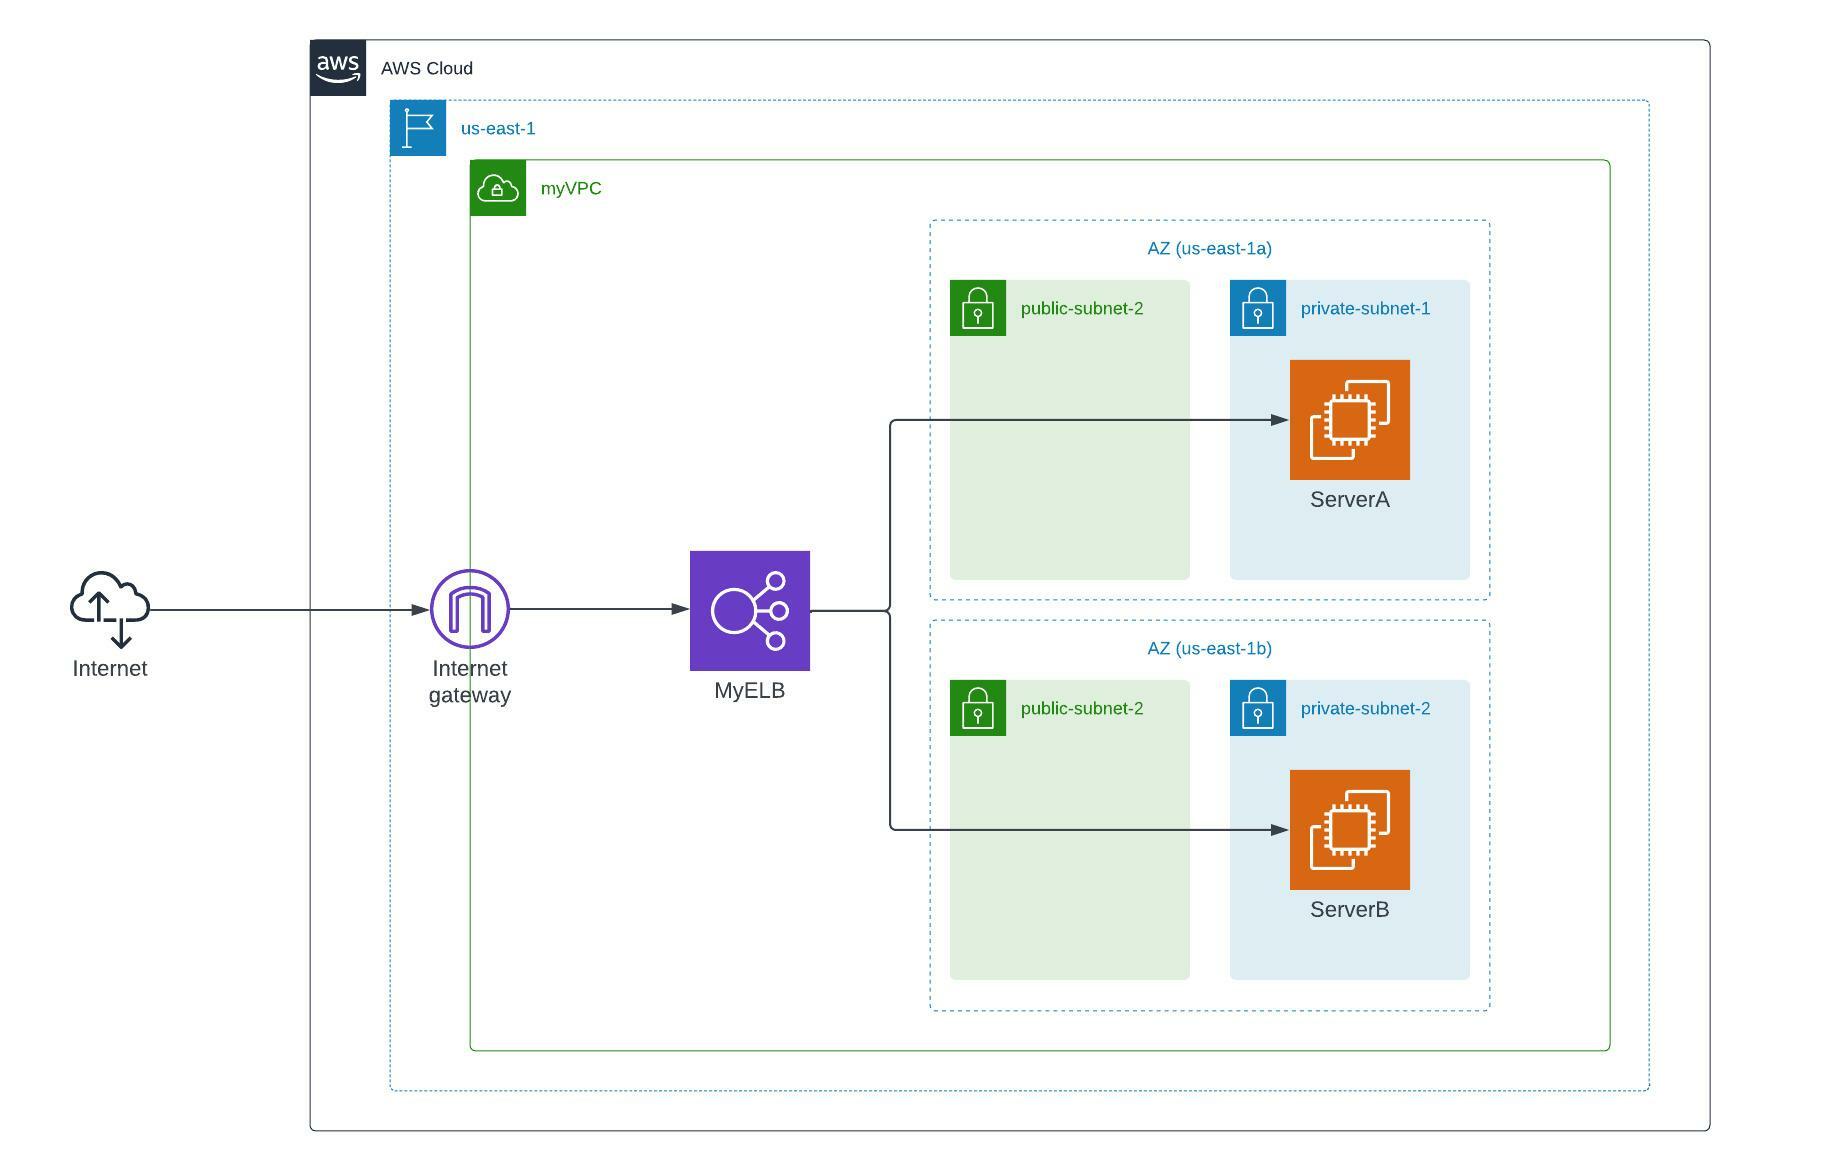 aws
AWS Cloud
us-east-1
myVPC
AZ (us-east-1a)
public-subnet-2
private-subnet-1
ServerA
Internet
Internet
gateway
MyELB
AZ (us-east-1b)
public-subnet-2
private-subnet-2
ServerB